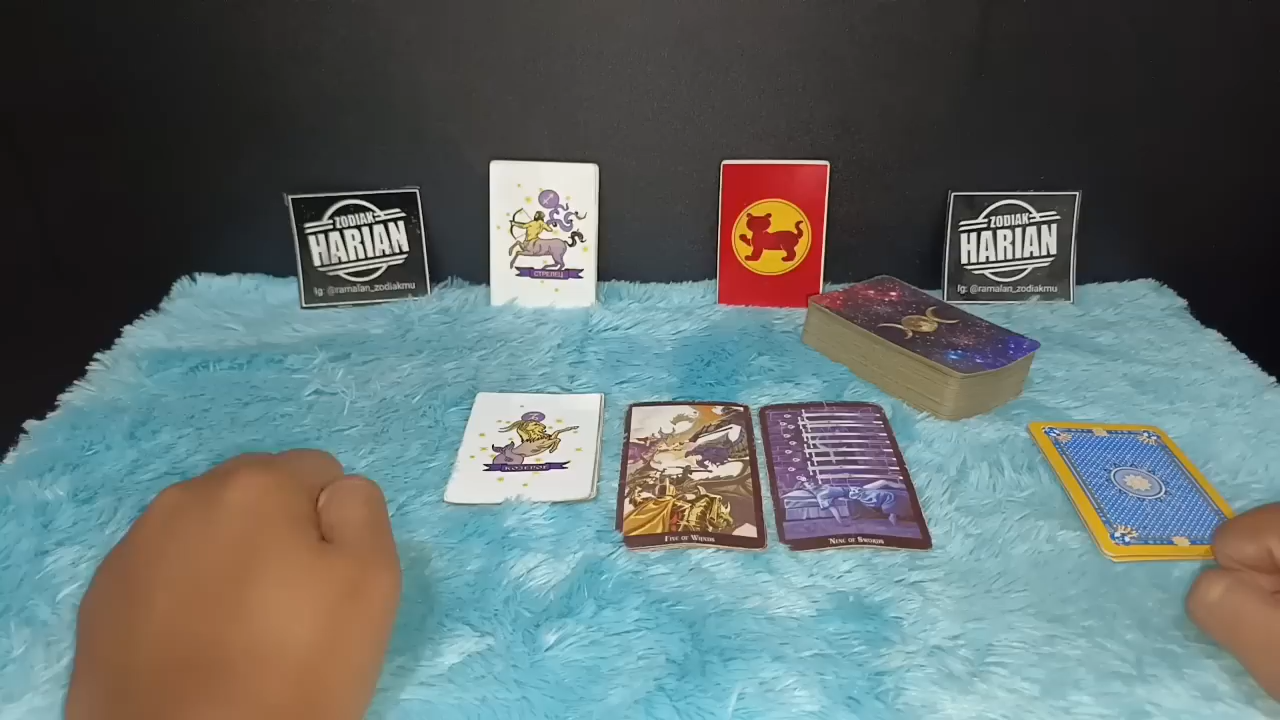 ZODIAK
HARIAN
Ig: @ramalan_zodiakmu
СТРЕЛЕЦ
ZODIAK
HARIAN
Ig: @ramalan_zodiakmu
КОЗЕРОГ
FIVE OF WANDS
NINE OF SWORDS